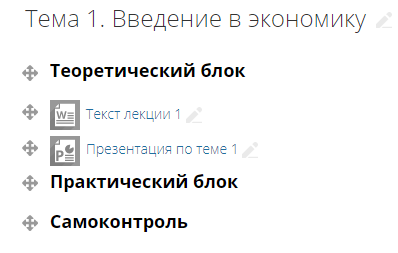 Тема 1. Введение в экономику
Теоретический блок
Текст лекции 1
Презентация по теме 1
Практический блок
Самоконтроль